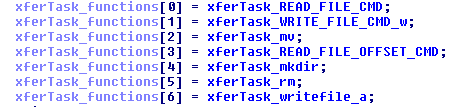 xferTask_functions[0] = xferTask_READ_FILE_CMD;
xferTask_functions[1] = xferTask_WRITE_FILE_CMD_w;
xferTask_functions[2] = xferTask_mv;
xferTask_functions[3] = xferTask_READ_FILE_OFFSET_CMD;
xferTask_functions[4] = xferTask_mkdir;
xferTask_functions[5] = xferTask_rm;
xferTask_functions[6] = xferTask_writefile_a;